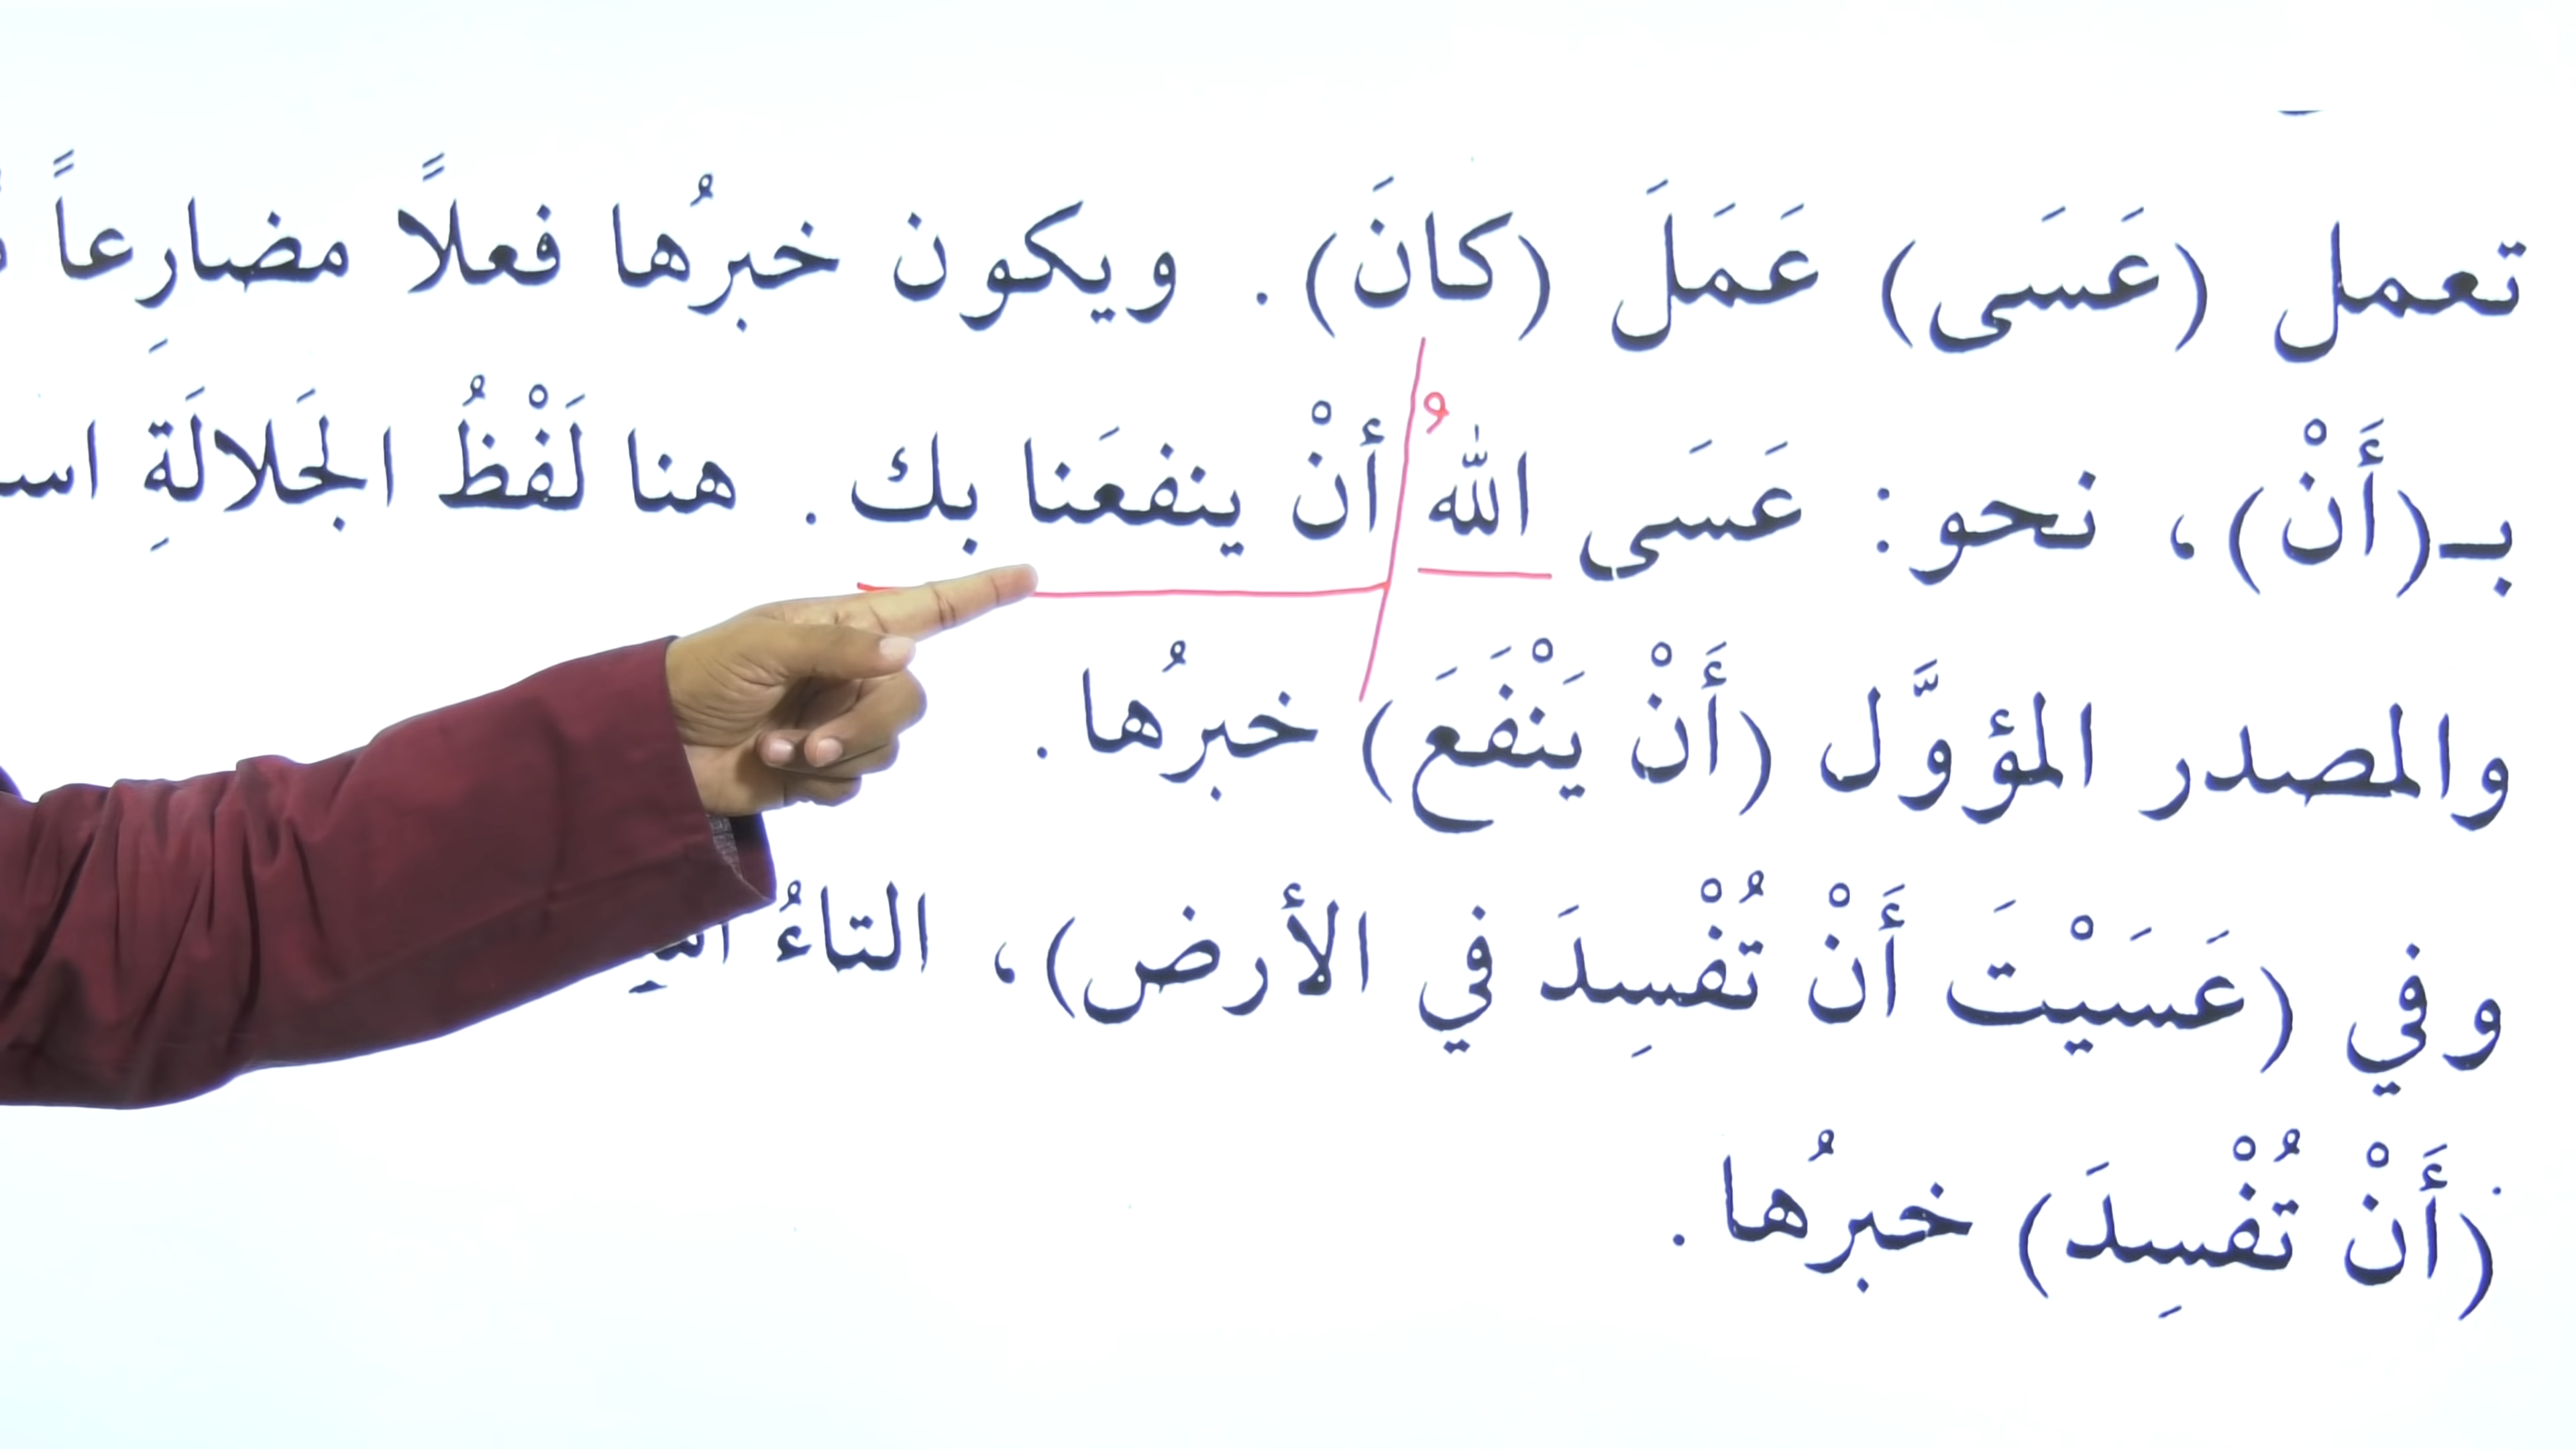 تعمل (عَسَى) عَمَلَ (كانَ). ويكون خبرُها فعلاً مضارِعاً
بـ(أَنْ)، نحو: عَسَى اللهُ أنْ ينفعَنا بك. هنا لَفْظُ الجَلالَةِ
والمصدر المؤوَّل (أَنْ يَنْفَعَ) خبرُها.
وفي (عَسَيْتَ أَنْ تُفْسِدَ في الأرض)، التاءُ
(أَنْ تُفْسِدَ) خبرُها.